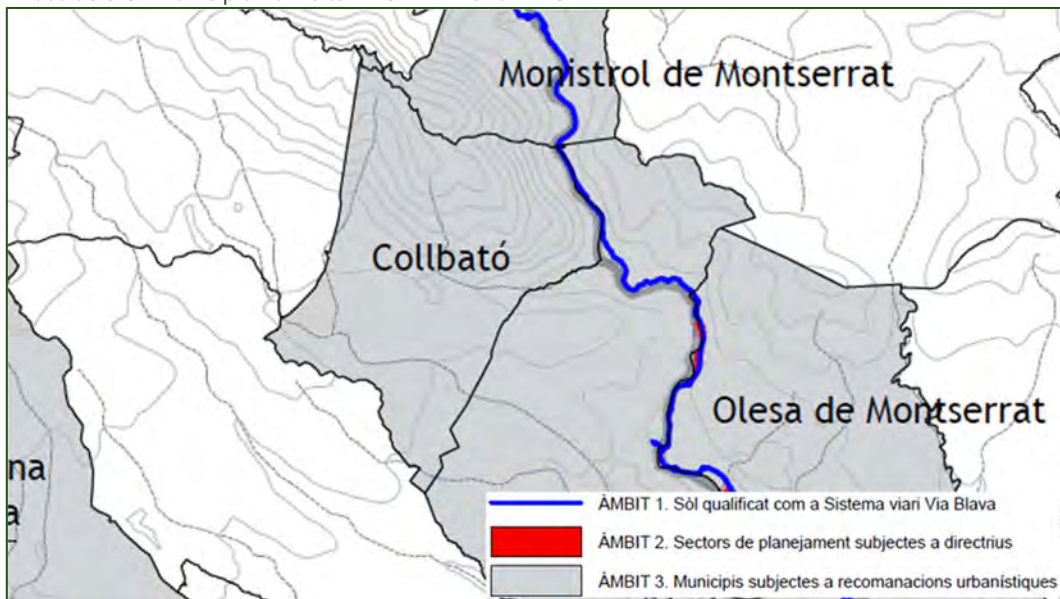 Monistrol de Montserrat
Collbató
Olesa de Montserrat
na
a
ÀMBIT 1. Sòl qualificat com a Sistema viari Via Blava
ÀMBIT 2. Sectors de planejament subjectes a directrius
ÀMBIT 3. Municipis subjectes a recomanacions urbanístiques